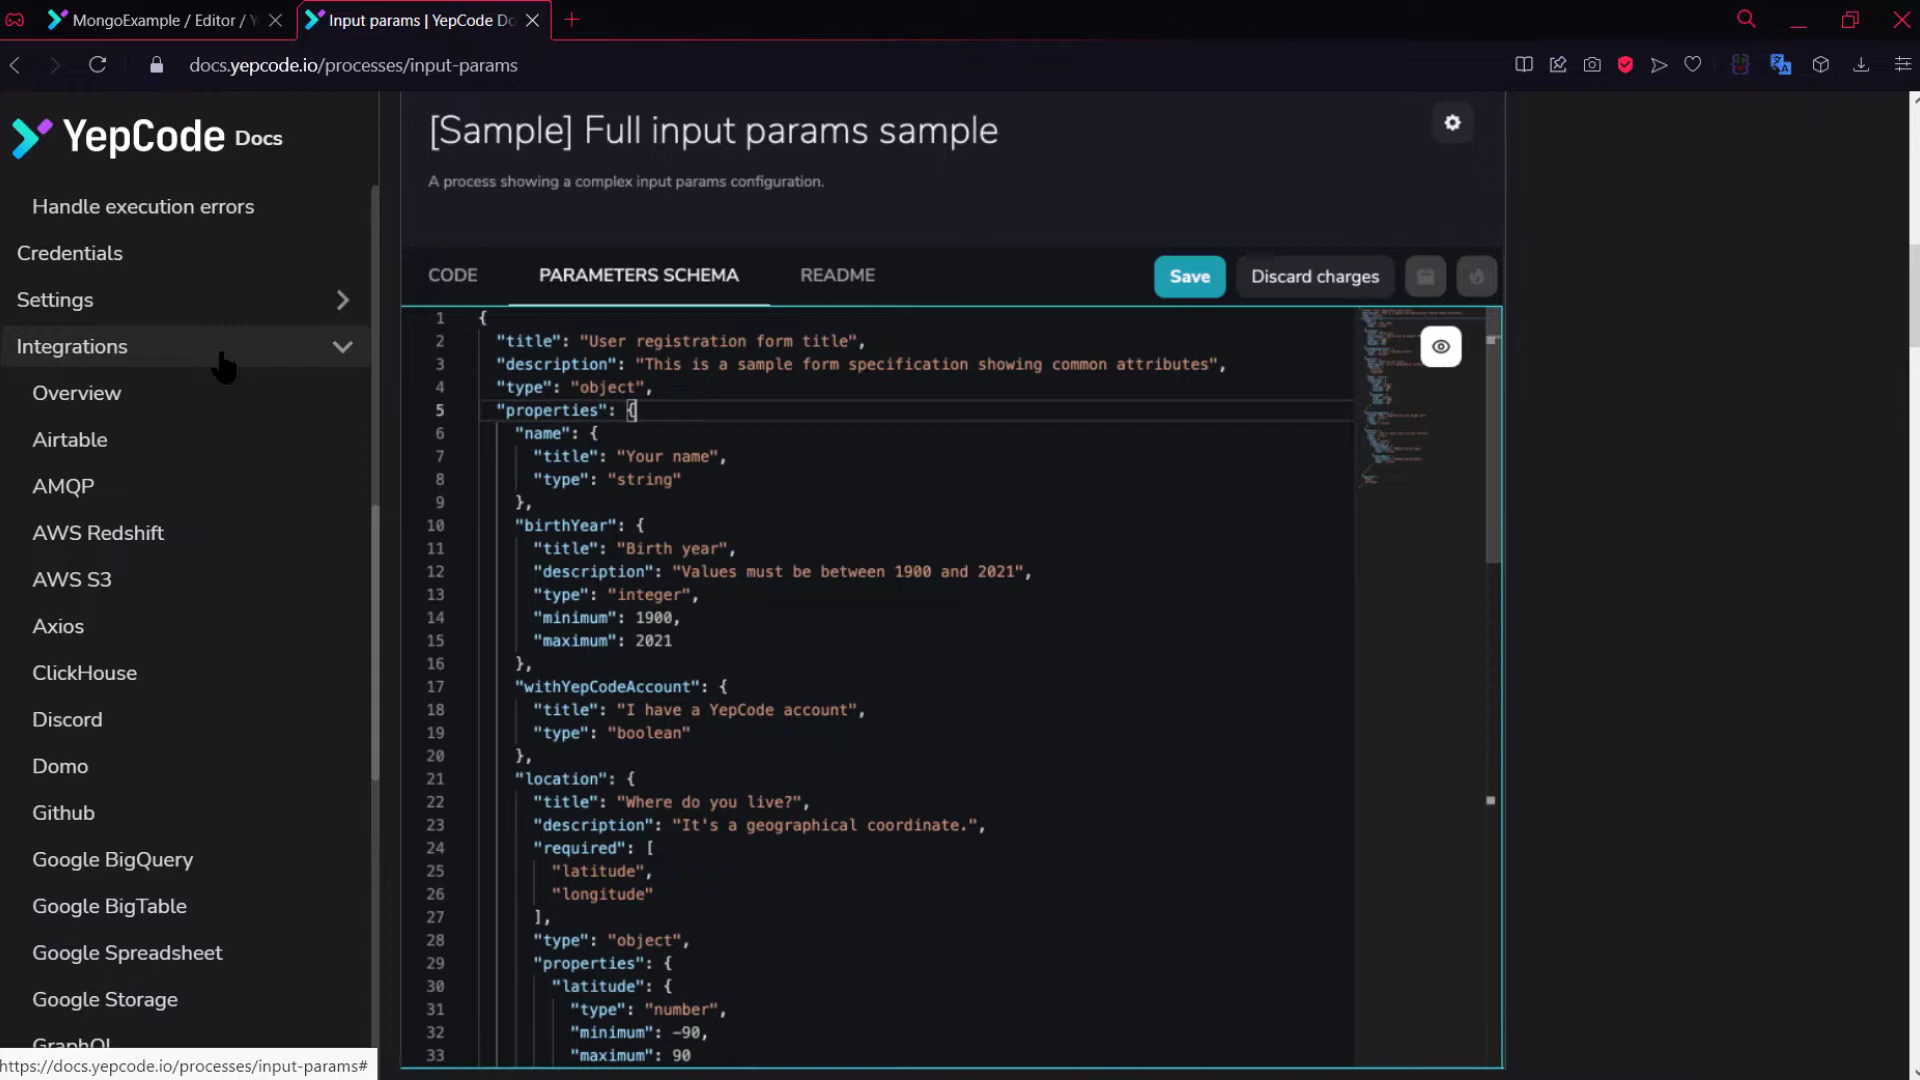 MongoExample / Editor / Y
Input params | YepCode Do
docs.yepcode.io/processes/input-params
YepCode Docs
Handle execution errors
Credentials
Settings
Integrations
Overview
Airtable
AMQP
AWS Redshift
AWS S3
Axios
ClickHouse
Discord
Domo
Github
Google BigQuery
Google BigTable
Google Spreadsheet
Google Storage
GraphQL
https://docs.yepcode.io/processes/input-params#
[Sample] Full input params sample
A process showing a complex input params configuration.
CODE PARAMETERS SCHEMA README Save Discard charges
1 {
2 "title": "User registration form title",
3 "description": "This is a sample form specification showing common attributes",
4 "type": "object",
5 "properties": {
6 "name": {
7 "title": "Your name",
8 "type": "string"
9 },
10 "birthYear": {
11 "title": "Birth year",
12 "description": "Values must be between 1900 and 2021",
13 "type": "integer",
14 "minimum": 1900,
15 "maximum": 2021
16 },
17 "withYepCodeAccount": {
18 "title": "I have a YepCode account",
19 "type": "boolean"
20 },
21 "location": {
22 "title": "Where do you live?",
23 "description": "It's a geographical coordinate.",
24 "required": [
25 "latitude",
26 "longitude"
27 ],
28 "type": "object",
29 "properties": {
30 "latitude": {
31 "type": "number",
32 "minimum": -90,
33 "maximum": 90